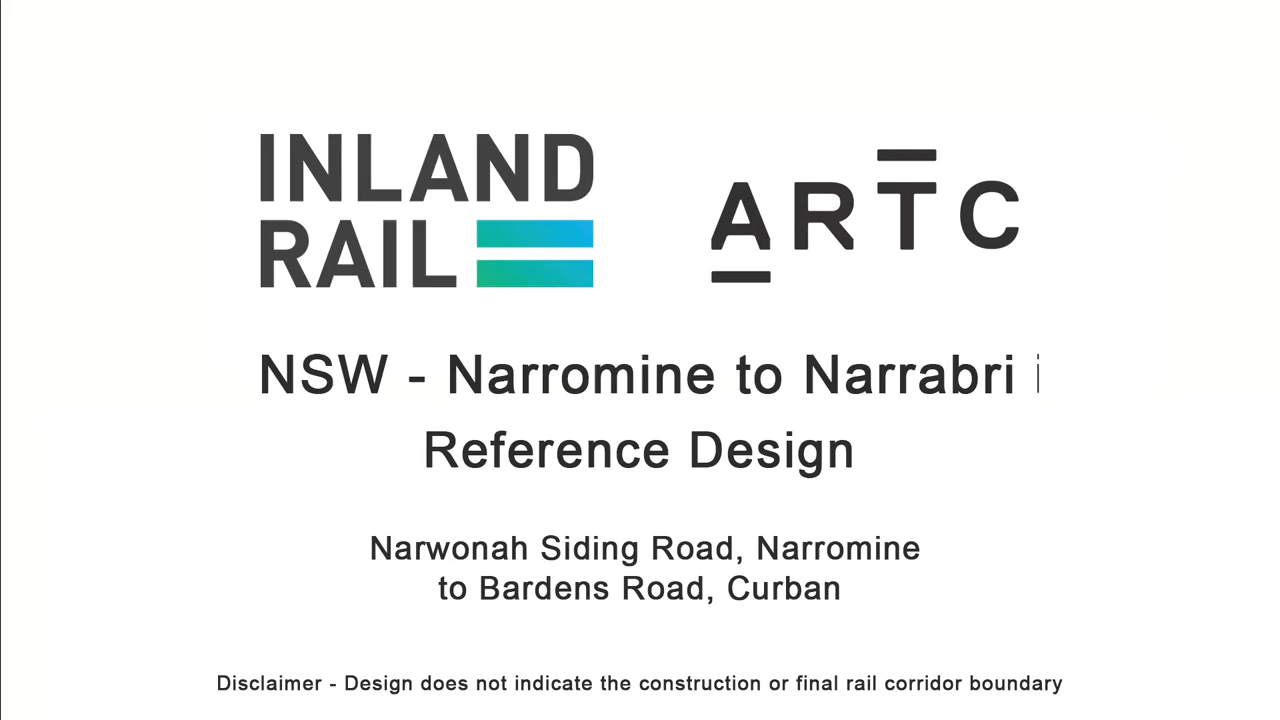 INLAND
RAIL
ARTC
NSW - Narromine to Narrabri
Reference Design
Narwonah Siding Road, Narromine
to Bardens Road, Curban
Disclaimer - Design does not indicate the construction or final rail corridor boundary